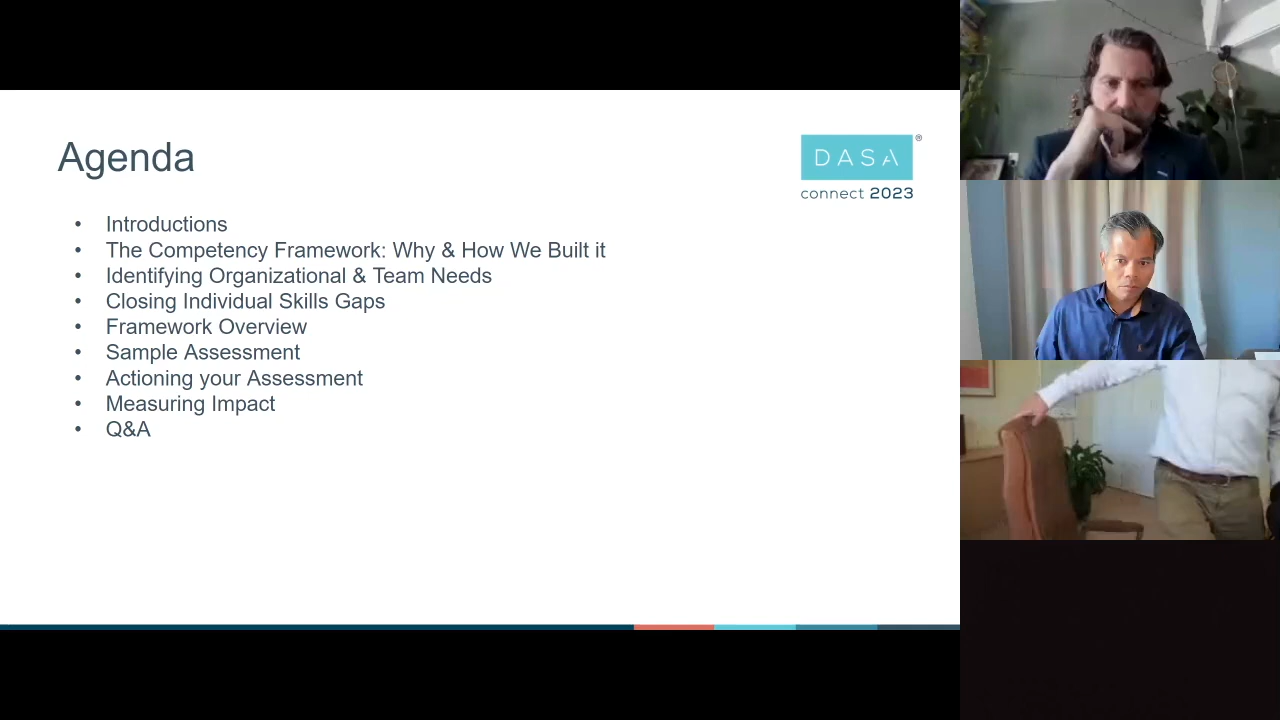 Agenda
DASA®
connect 2023
• Introductions
• The Competency Framework: Why & How We Built it
• Identifying Organizational & Team Needs
• Closing Individual Skills Gaps
• Framework Overview
• Sample Assessment
• Actioning your Assessment
• Measuring Impact
• Q&A